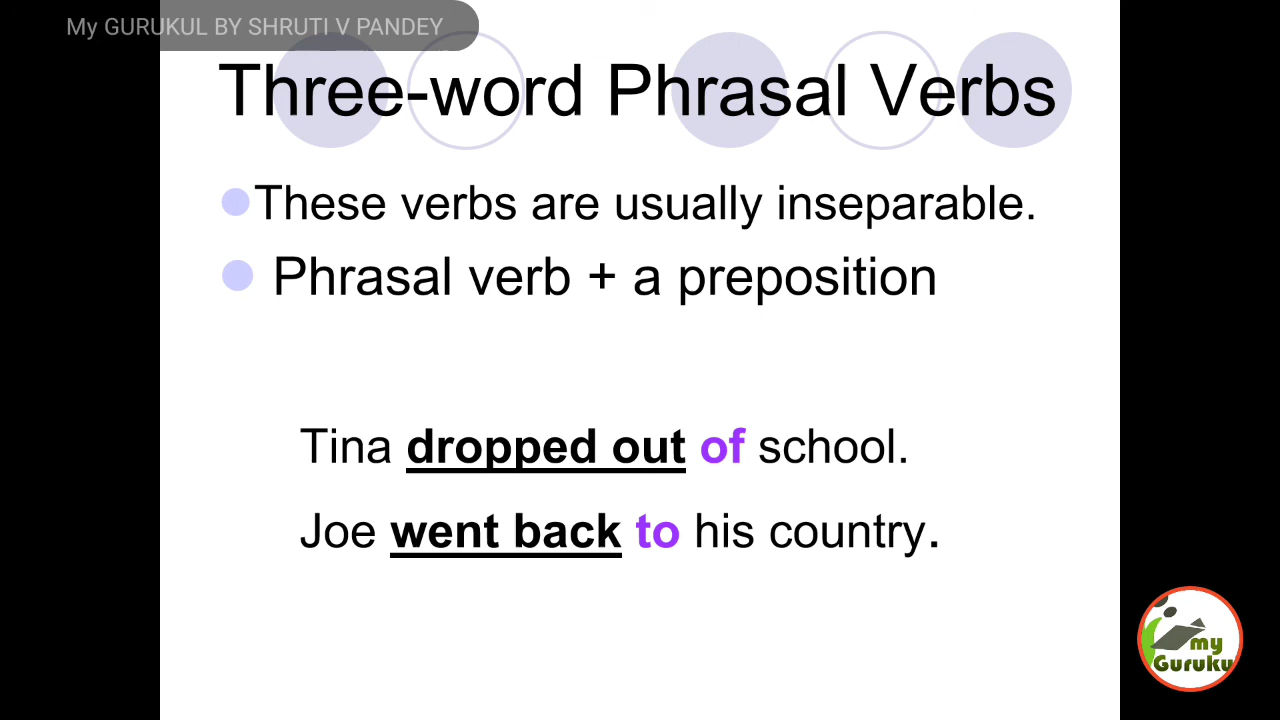 My GURUKUL BY SHRUTI V PANDEY
Three-word Phrasal Verbs
These verbs are usually inseparable.
Phrasal verb + a preposition
Tina dropped out of school.
Joe went back to his country.
my
Guruku